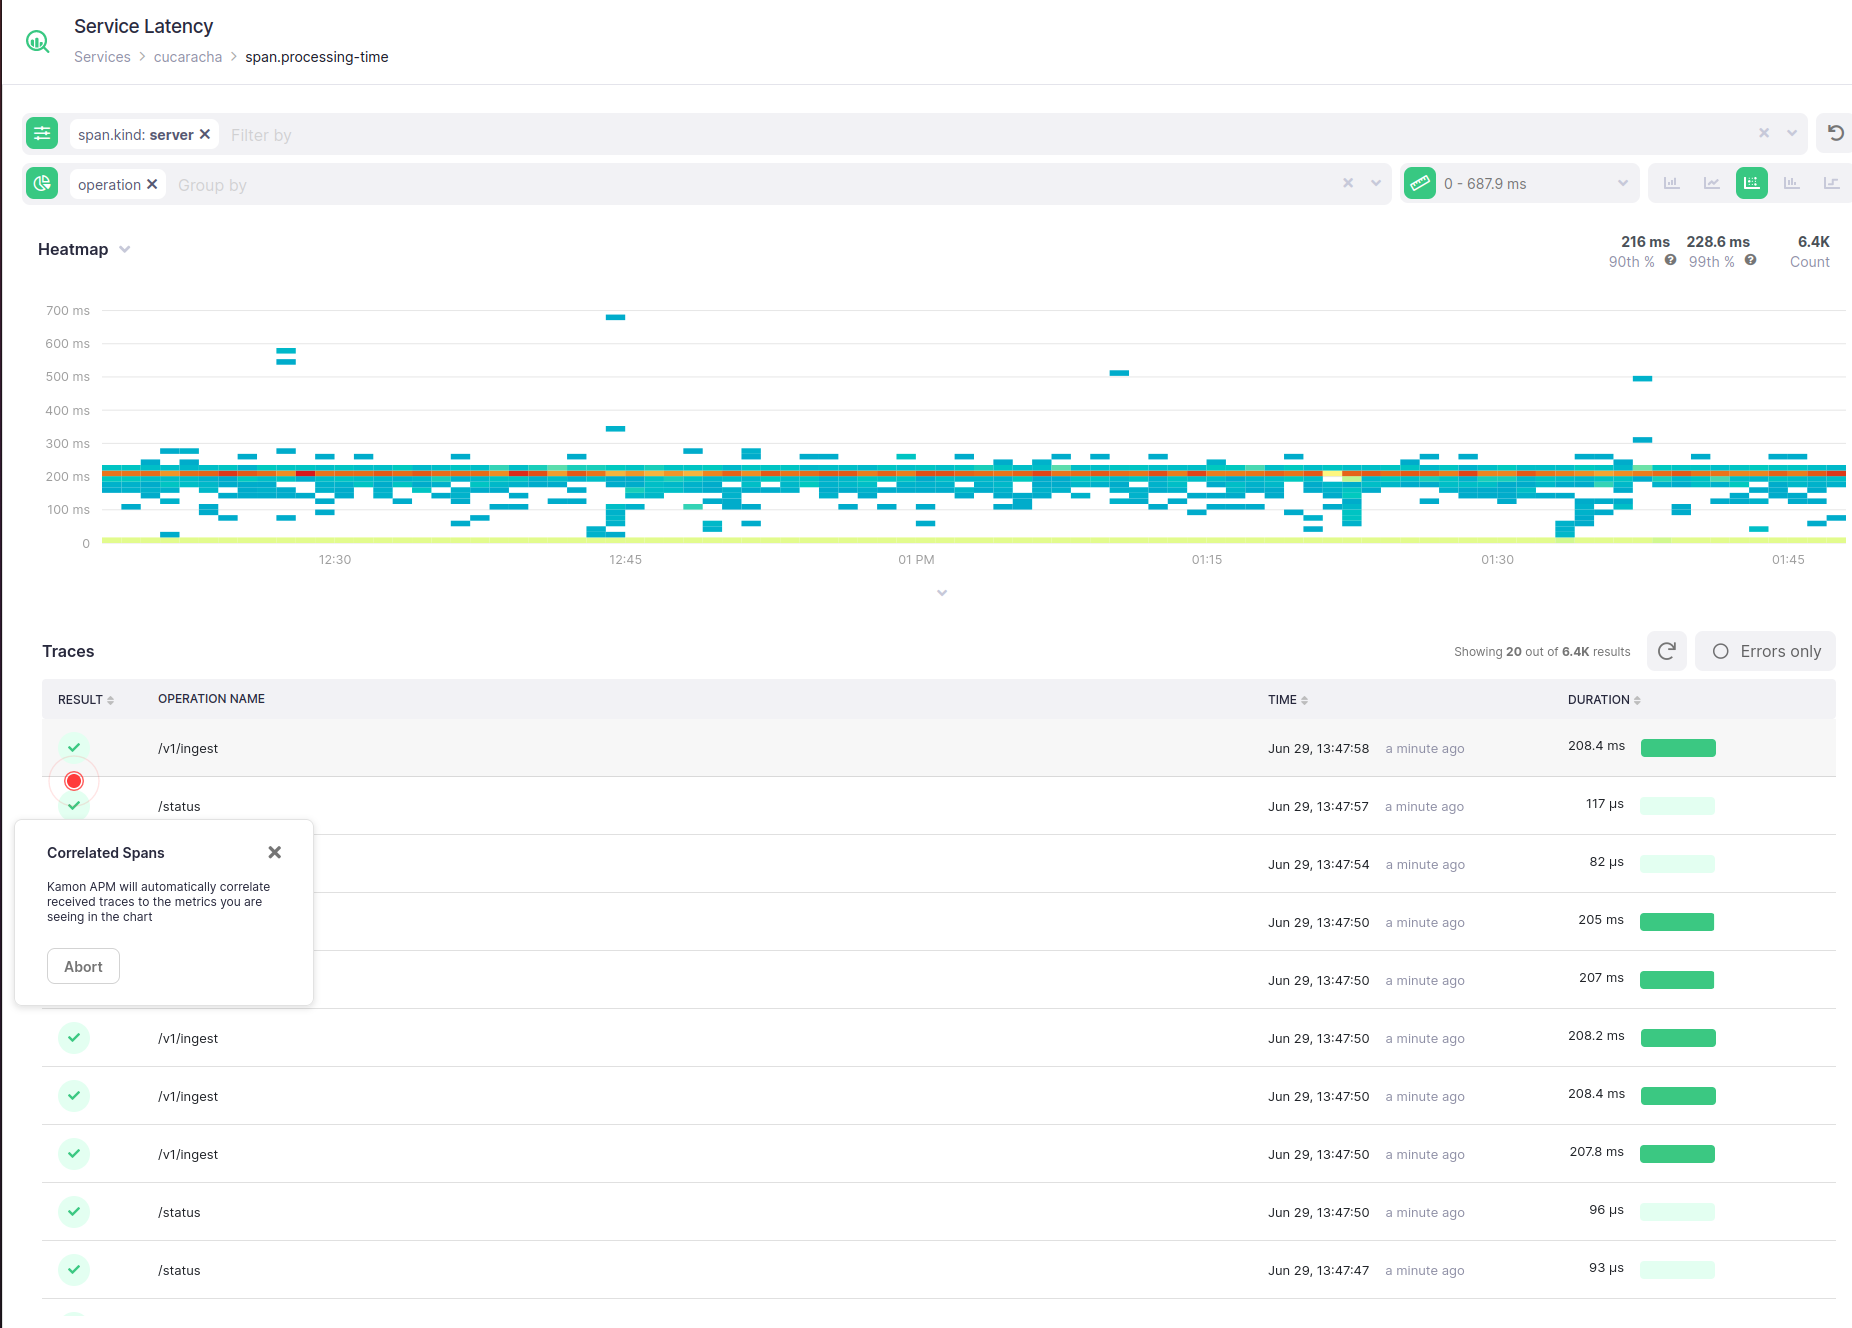 Service Latency
Services > cucaracha > span.processing-time
span.kind: server ✕ Filter by
operation ✕ Group by
0 - 687.9 ms
Heatmap
216 ms 228.6 ms 6.4K
90th % ? 99th % ? Count
700 ms
600 ms
500 ms
400 ms
300 ms
200 ms
100 ms
0
12:30 12:45 01 PM 01:15 01:30 01:45
Traces
Showing 20 out of 6.4K results
Errors only
RESULT OPERATION NAME TIME DURATION
/v1/ingest Jun 29, 13:47:58 a minute ago 208.4 ms
/status Jun 29, 13:47:57 a minute ago 117 µs
Jun 29, 13:47:54 a minute ago 82 µs
Jun 29, 13:47:50 a minute ago 205 ms
Jun 29, 13:47:50 a minute ago 207 ms
Correlated Spans
Kamon APM will automatically correlate
received traces to the metrics you are
seeing in the chart
Abort
/v1/ingest Jun 29, 13:47:50 a minute ago 208.2 ms
/v1/ingest Jun 29, 13:47:50 a minute ago 208.4 ms
/v1/ingest Jun 29, 13:47:50 a minute ago 207.8 ms
/status Jun 29, 13:47:50 a minute ago 96 µs
/status Jun 29, 13:47:47 a minute ago 93 µs